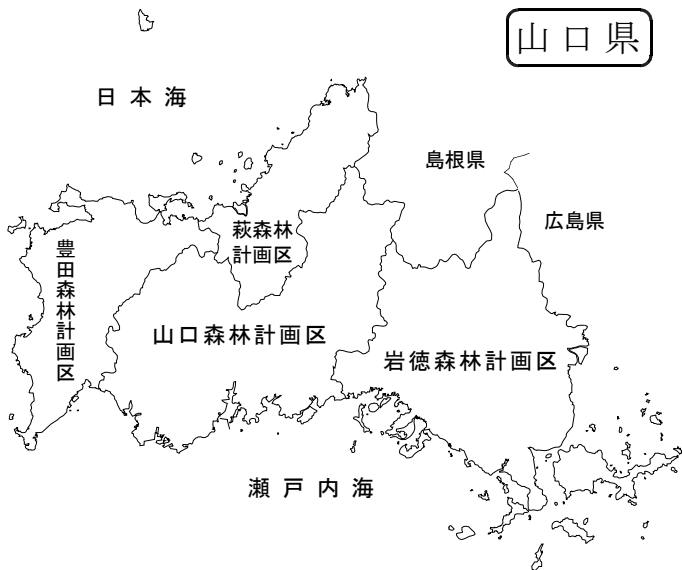 山口県
日本海
島根県
広島県
萩森林
計画区
豊田森林計画区
山口森林計画区
岩徳森林計画区
瀬戸内海